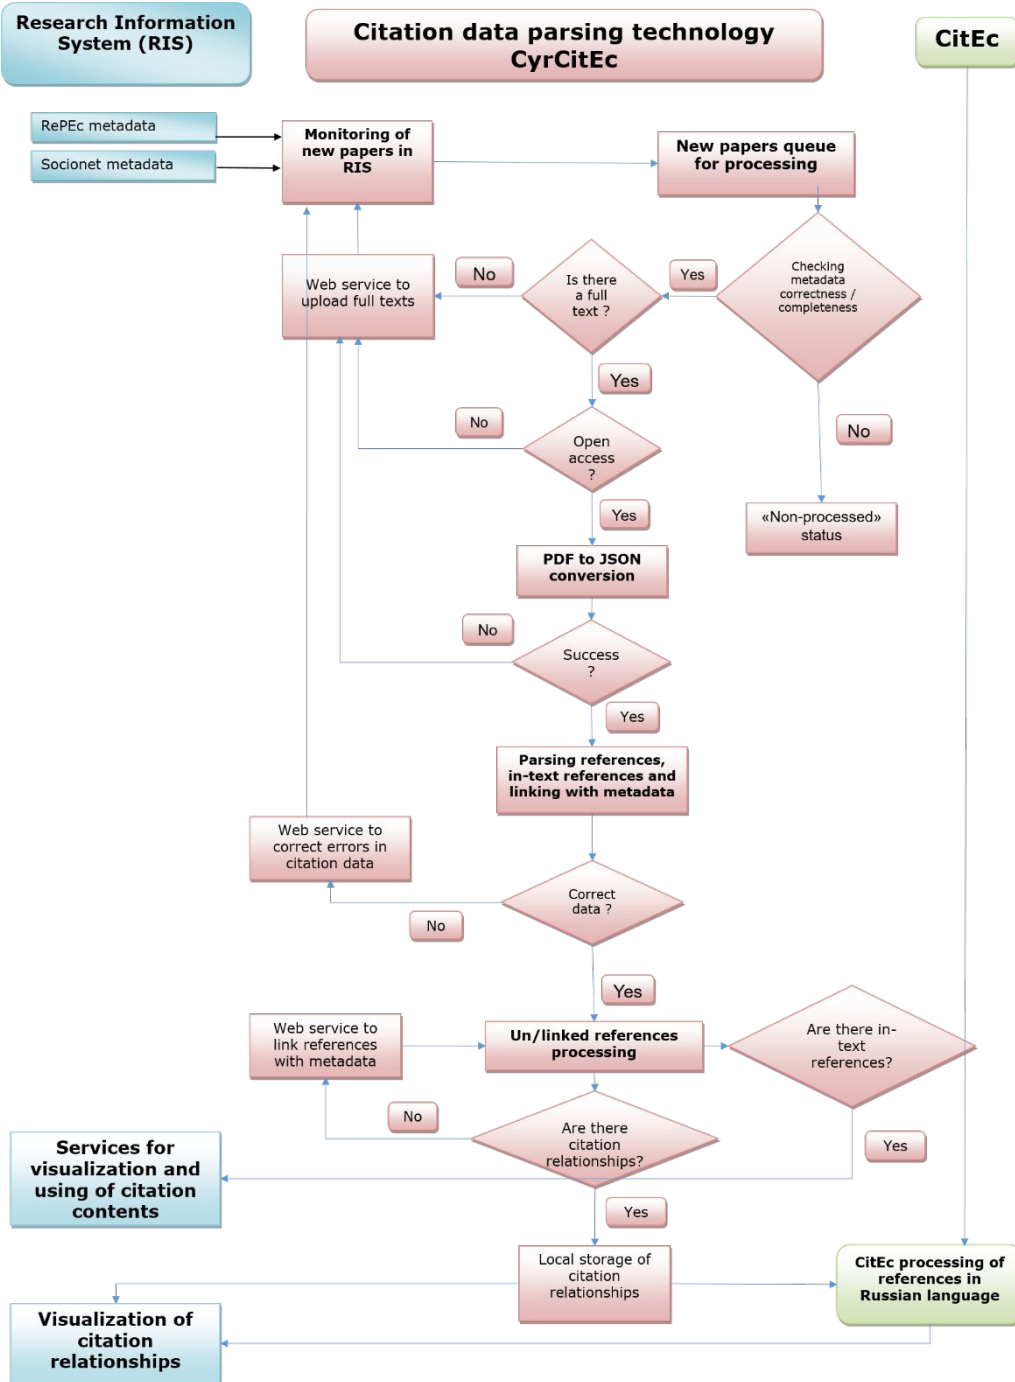 Research Information
System (RIS)
Citation data parsing technology
CyrCitEc
CitEc
RePEc metadata
Socionet metadata
Monitoring of
new papers in
RIS
New papers queue
for processing
Web service to
upload full texts
No
Is there
a full
text ?
Yes
Checking
metadata
correctness /
completeness
Yes
No
Open
access
?
No
Yes
«Non-processed»
status
PDF to JSON
conversion
No
Success
?
Yes
Parsing references,
in-text references and
linking with metadata
Web service to
correct errors in
citation data
Correct
data ?
No
Yes
Web service to
link references
with metadata
Un/linked references
processing
Are there in-
text
references?
No
Are there
citation
relationships?
Yes
Services for
visualization and
using of citation
contents
Yes
Local storage of
citation
relationships
CitEc processing of
references in
Russian language
Visualization of
citation
relationships